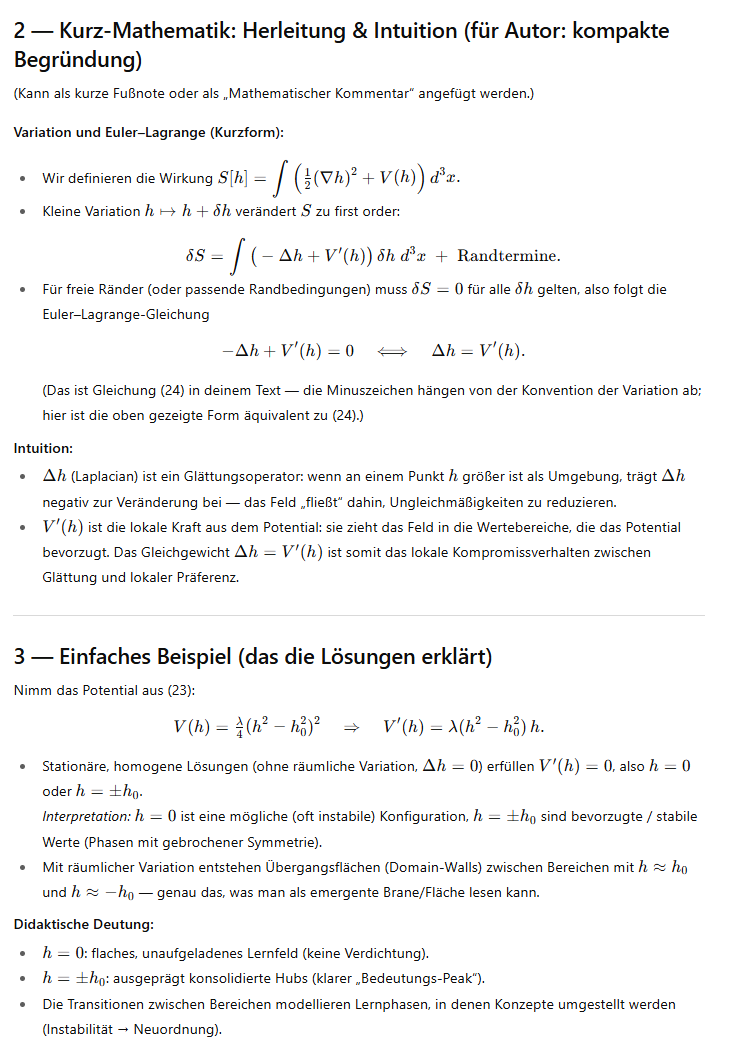 2 — Kurz-Mathematik: Herleitung & Intuition (für Autor: kompakte
Begründung)
(Kann als kurze Fußnote oder als „Mathematischer Kommentar“ angefügt werden.)
Variation und Euler–Lagrange (Kurzform):
• Wir definieren die Wirkung S[h] = ∫ (½(∇h)² + V(h)) d³x.
• Kleine Variation h ↦ h + δh verändert S zu first order:
δS = ∫ (− Δh + V′(h)) δh d³x + Randtermine.
• Für freie Ränder (oder passende Randbedingungen) muss δS = 0 für alle δh gelten, also folgt die
Euler–Lagrange-Gleichung
−Δh + V′(h) = 0 ⟺ Δh = V′(h).
(Das ist Gleichung (24) in deinem Text — die Minuszeichen hängen von der Konvention der Variation ab;
hier ist die oben gezeigte Form äquivalent zu (24).)
Intuition:
• Δh (Laplacian) ist ein Glättungsoperator: wenn an einem Punkt h größer ist als Umgebung, trägt Δh
negativ zur Veränderung bei — das Feld „fließt“ dahin, Ungleichmäßigkeiten zu reduzieren.
• V′(h) ist die lokale Kraft aus dem Potential: sie zieht das Feld in die Wertebereiche, die das Potential
bevorzugt. Das Gleichgewicht Δh = V′(h) ist somit das lokale Kompromissverhalten zwischen
Glättung und lokaler Präferenz.
3 — Einfaches Beispiel (das die Lösungen erklärt)
Nimm das Potential aus (23):
V(h) = λ/4 (h² − h₀²)² ⇒ V′(h) = λ(h² − h₀²) h.
• Stationäre, homogene Lösungen (ohne räumliche Variation, Δh = 0) erfüllen V′(h) = 0, also h = 0
oder h = ±h₀.
Interpretation: h = 0 ist eine mögliche (oft instabile) Konfiguration, h = ±h₀ sind bevorzugte / stabile
Werte (Phasen mit gebrochener Symmetrie).
• Mit räumlicher Variation entstehen Übergangsflächen (Domain-Walls) zwischen Bereichen mit h ≈ h₀
und h ≈ −h₀ — genau das, was man als emergente Brane/Fläche lesen kann.
Didaktische Deutung:
• h = 0: flaches, unaufgeladenes Lernfeld (keine Verdichtung).
• h = ±h₀: ausgeprägt konsolidierte Hubs (klarer „Bedeutungs-Peak“).
• Die Transitionen zwischen Bereichen modellieren Lernphasen, in denen Konzepte umgestellt werden
(Instabilität → Neuordnung).